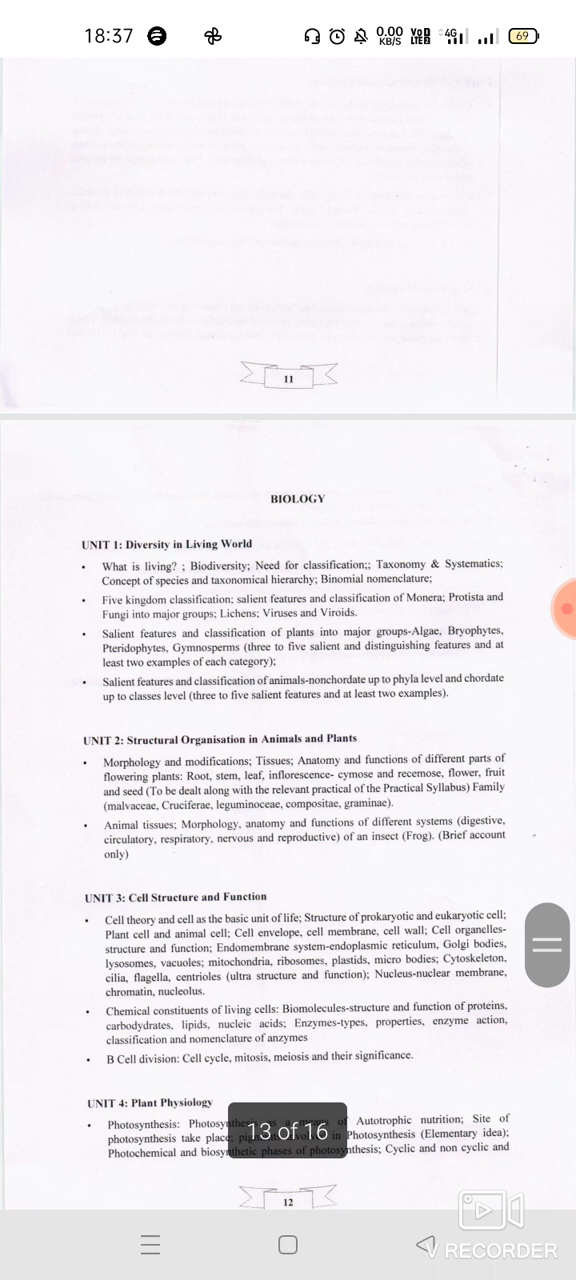 18:37 0.00 KB/S VoD LTE2 4G 69
11
BIOLOGY
UNIT 1: Diversity in Living World
• What is living? ; Biodiversity; Need for classification;; Taxonomy & Systematics;
Concept of species and taxonomical hierarchy; Binomial nomenclature;
• Five kingdom classification; salient features and classification of Monera; Protista and
Fungi into major groups; Lichens; Viruses and Viroids.
• Salient features and classification of plants into major groups-Algae, Bryophytes,
Pteridophytes, Gymnosperms (three to five salient and distinguishing features and at
least two examples of each category);
• Salient features and classification of animals-nonchordate up to phyla level and chordate
up to classes level (three to five salient features and at least two examples).
UNIT 2: Structural Organisation in Animals and Plants
• Morphology and modifications; Tissues; Anatomy and functions of different parts of
flowering plants: Root, stem, leaf, inflorescence- cymose and recemose, flower, fruit
and seed (To be dealt along with the relevant practical of the Practical Syllabus) Family
(malvaceae, Cruciferae, leguminoceae, compositae, graminae).
• Animal tissues; Morphology, anatomy and functions of different systems (digestive,
circulatory, respiratory, nervous and reproductive) of an insect (Frog). (Brief account
only)
UNIT 3: Cell Structure and Function
• Cell theory and cell as the basic unit of life; Structure of prokaryotic and eukaryotic cell;
Plant cell and animal cell; Cell envelope, cell membrane, cell wall; Cell organelles-
structure and function; Endomembrane system-endoplasmic reticulum, Golgi bodies,
lysosomes, vacuoles; mitochondria, ribosomes, plastids, micro bodies; Cytoskeleton,
cilia, flagella, centrioles (ultra structure and function); Nucleus-nuclear membrane,
chromatin, nucleolus.
• Chemical constituents of living cells: Biomolecules-structure and function of proteins,
carbodydrates, lipids, nucleic acids; Enzymes-types, properties, enzyme action,
classification and nomenclature of anzymes
• B Cell division: Cell cycle, mitosis, meiosis and their significance.
UNIT 4: Plant Physiology
• Photosynthesis: Photosynthesis as a means of Autotrophic nutrition; Site of
photosynthesis take place; pigments involved in Photosynthesis (Elementary idea);
Photochemical and biosynthetic phases of photosynthesis; Cyclic and non cyclic and
13 of 16
12
V RECORDER